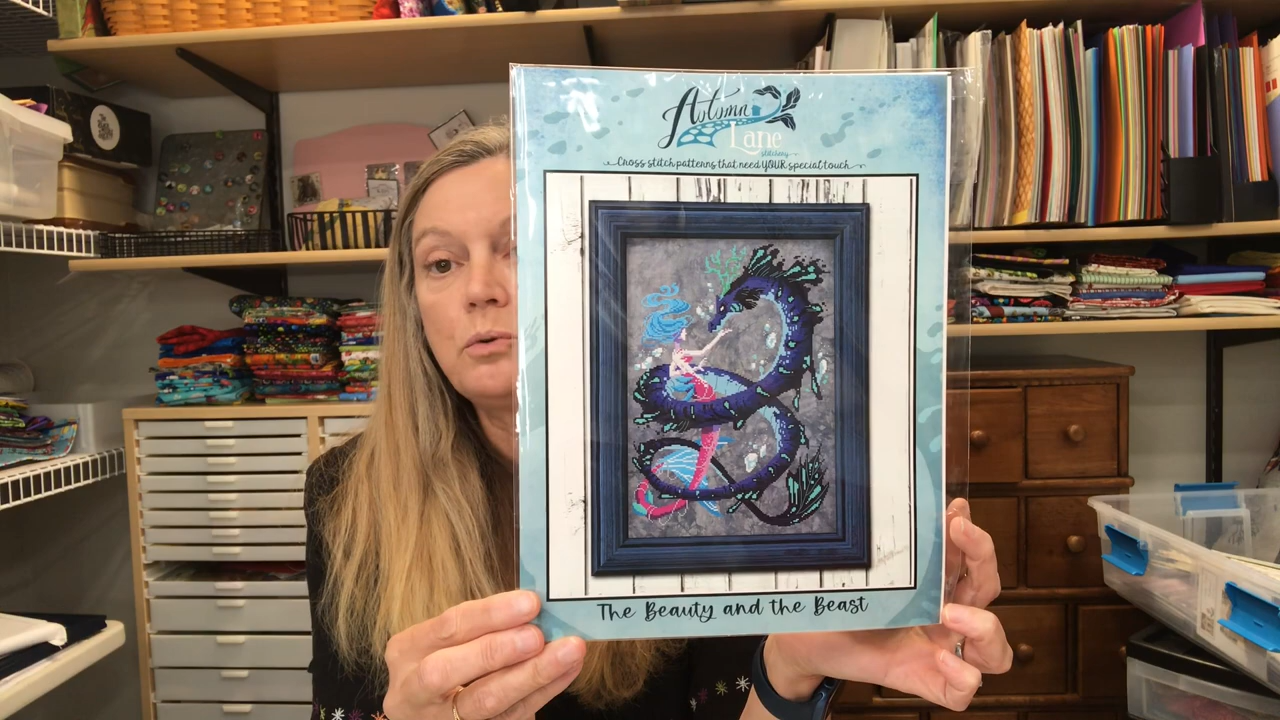 Autumn
Lane
stitchery
Cross stitch patterns that need YOUR special touch
The Beauty and the Beast